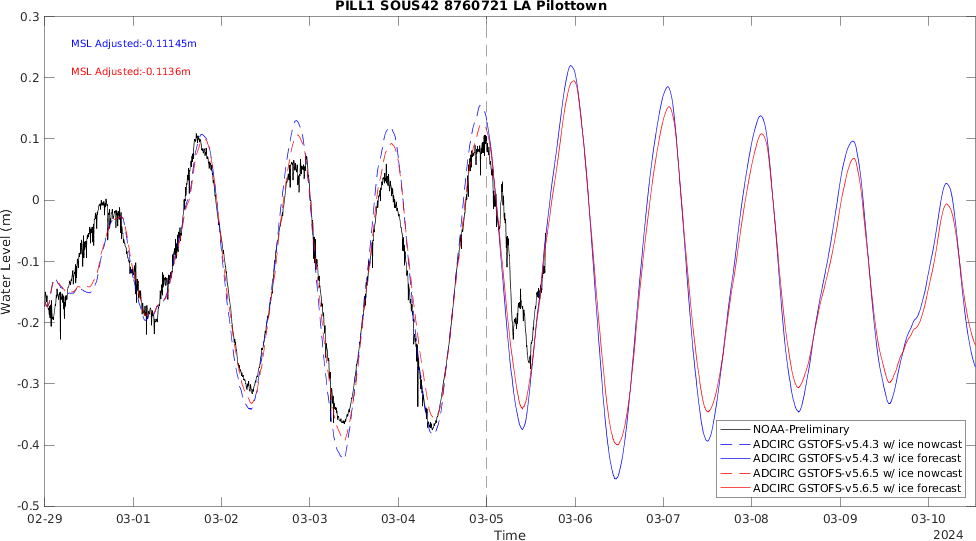 PILL1 SOUS42 8760721 LA Pilottown
MSL Adjusted:-0.11145m
MSL Adjusted:-0.1136m
Water Level (m)
0.3
0.2
0.1
0
-0.1
-0.2
-0.3
-0.4
-0.5
NOAA-Preliminary
ADCIRC GSTOFS-v5.4.3 w/ ice nowcast
ADCIRC GSTOFS-v5.4.3 w/ ice forecast
ADCIRC GSTOFS-v5.6.5 w/ ice nowcast
ADCIRC GSTOFS-v5.6.5 w/ ice forecast
02-29 03-01 03-02 03-03 03-04 03-05 03-06 03-07 03-08 03-09 03-10
Time
2024